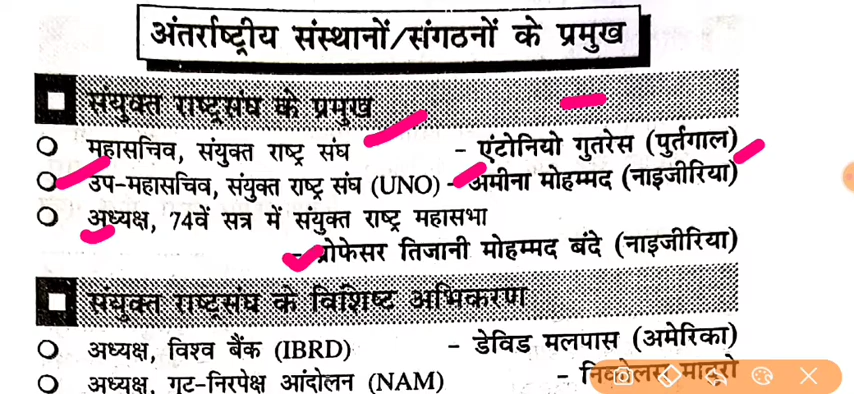 अंतर्राष्ट्रीय संस्थानों/संगठनों के प्रमुख
संयुक्त राष्ट्रसंघ के प्रमुख
महासचिव, संयुक्त राष्ट्र संघ - एंटोनियो गुतरेस (पुर्तगाल)
उप-महासचिव, संयुक्त राष्ट्र संघ (UNO) - अमीना मोहम्मद (नाइजीरिया)
अध्यक्ष, 74वें सत्र में संयुक्त राष्ट्र महासभा
- प्रोफेसर तिजानी मोहम्मद बंदे (नाइजीरिया)
संयुक्त राष्ट्रसंघ के विशिष्ट अभिकरण
अध्यक्ष, विश्व बैंक (IBRD) - डेविड मलपास (अमेरिका)
अध्यक्ष, गुट-निरपेक्ष आंदोलन (NAM) - निकोलस मादुरो